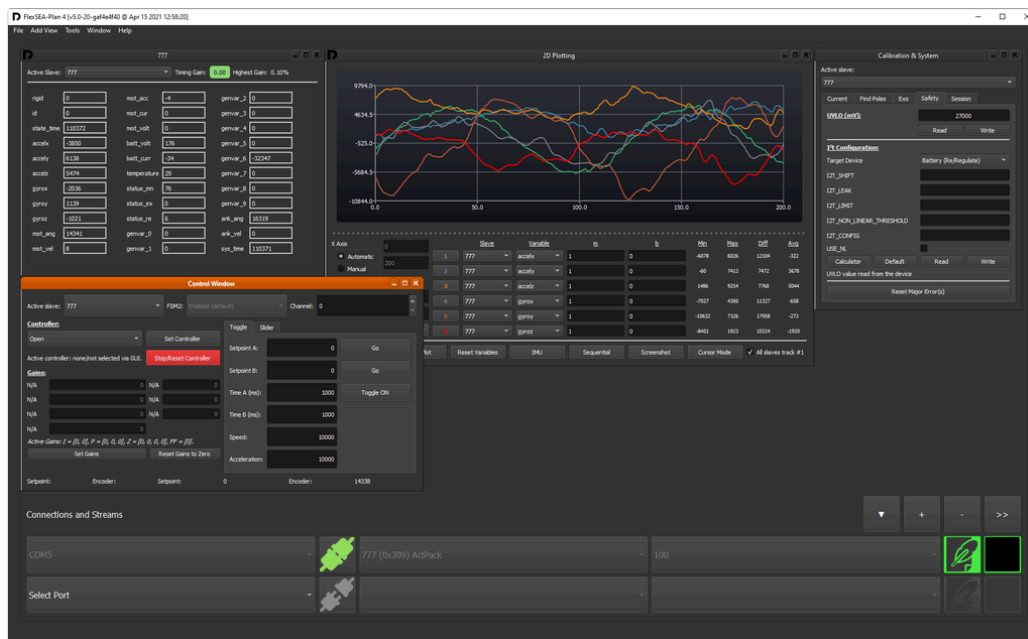 FlexSEA-Plan 4 [v5.0-20-gaf4e4f40 @ Apr 15 2021 12:58:20]
File Add View Tools Window Help
777
Active Slave: 777 Timing Gain: 0.00 Highest Gain: 0.10%
rigid 0 mot_acc -4 genvar_2 0
id 0 mot_cur 0 genvar_3 0
state_time 110372 mot_volt 0 genvar_4 0
accelx -3850 batt_volt 176 genvar_5 0
accely 6138 batt_curr -34 genvar_6 -32347
accelz 5474 temperature 29 genvar_7 0
gyrox -2036 status_mn 76 genvar_8 0
gyroy 1139 status_ex 0 genvar_9 0
gyroz -1021 status_re 6 ank_ang 16319
mot_ang 14341 genvar_0 0 ank_vel 0
mot_vel 8 genvar_1 0 sys_time 110371
2D Plotting
9794.0
4634.5
-525.0
-5684.5
-10844.0
0.0 50.0 100.0 150.0 200.0
X Axis
Automatic
Manual
0
200
Slave Variable m b Min Max Diff Avg
1 777 accelx 1 0 -6078 6026 12104 -322
2 777 accely 1 0 -60 7412 7472 3678
3 777 accelz 1 0 1486 9254 7768 5044
4 777 gyrox 1 0 -7027 4300 11327 -658
5 777 gyroy 1 0 -10632 7326 17958 -272
777 gyroz 1 0 -8401 1923 10324 -1920
Reset Variables IMU Sequential Screenshot Cursor Mode All slaves track #1
Calibration & System
Active slave:
777
Current Find Poles Exo Safety Session
UVLO [mV]: 27000
Read Write
I²t Configuration:
Target Device Battery (Re/Regulate)
I2T_SHIFT
I2T_LEAK
I2T_LIMIT
I2T_NON_LINEAR_THRESHOLD
I2T_CONFIG
USE_NL
Calculator Default Read Write
UVLO value read from the device
Reset Major Error(s)
Control Window
Active slave: 777 FSM2: Enabled (default) Channel: 0
Controller:
Open Set Controller
Active controller: none/not selected via GUI. Stop/Reset Controller
Gains:
N/A 0 N/A 0
N/A 0 N/A 0
N/A 0 N/A 0
N/A 0
Active Gains: I = [0, 0], P = [0, 0, 0], Z = [0, 0, 0, 0], FF = [0].
Set Gains Reset Gains to Zero
Toggle Slider
Setpoint A: 0 Go
Setpoint B: 0 Go
Time A (ms): 1000 Toggle ON
Time B (ms): 1000
Speed: 10000
Acceleration: 10000
Setpoint: Encoder: Setpoint: 0 Encoder: 14338
Connections and Streams
▼ + - >>
COM5 777 (0x309) ActPack 100
Select Port